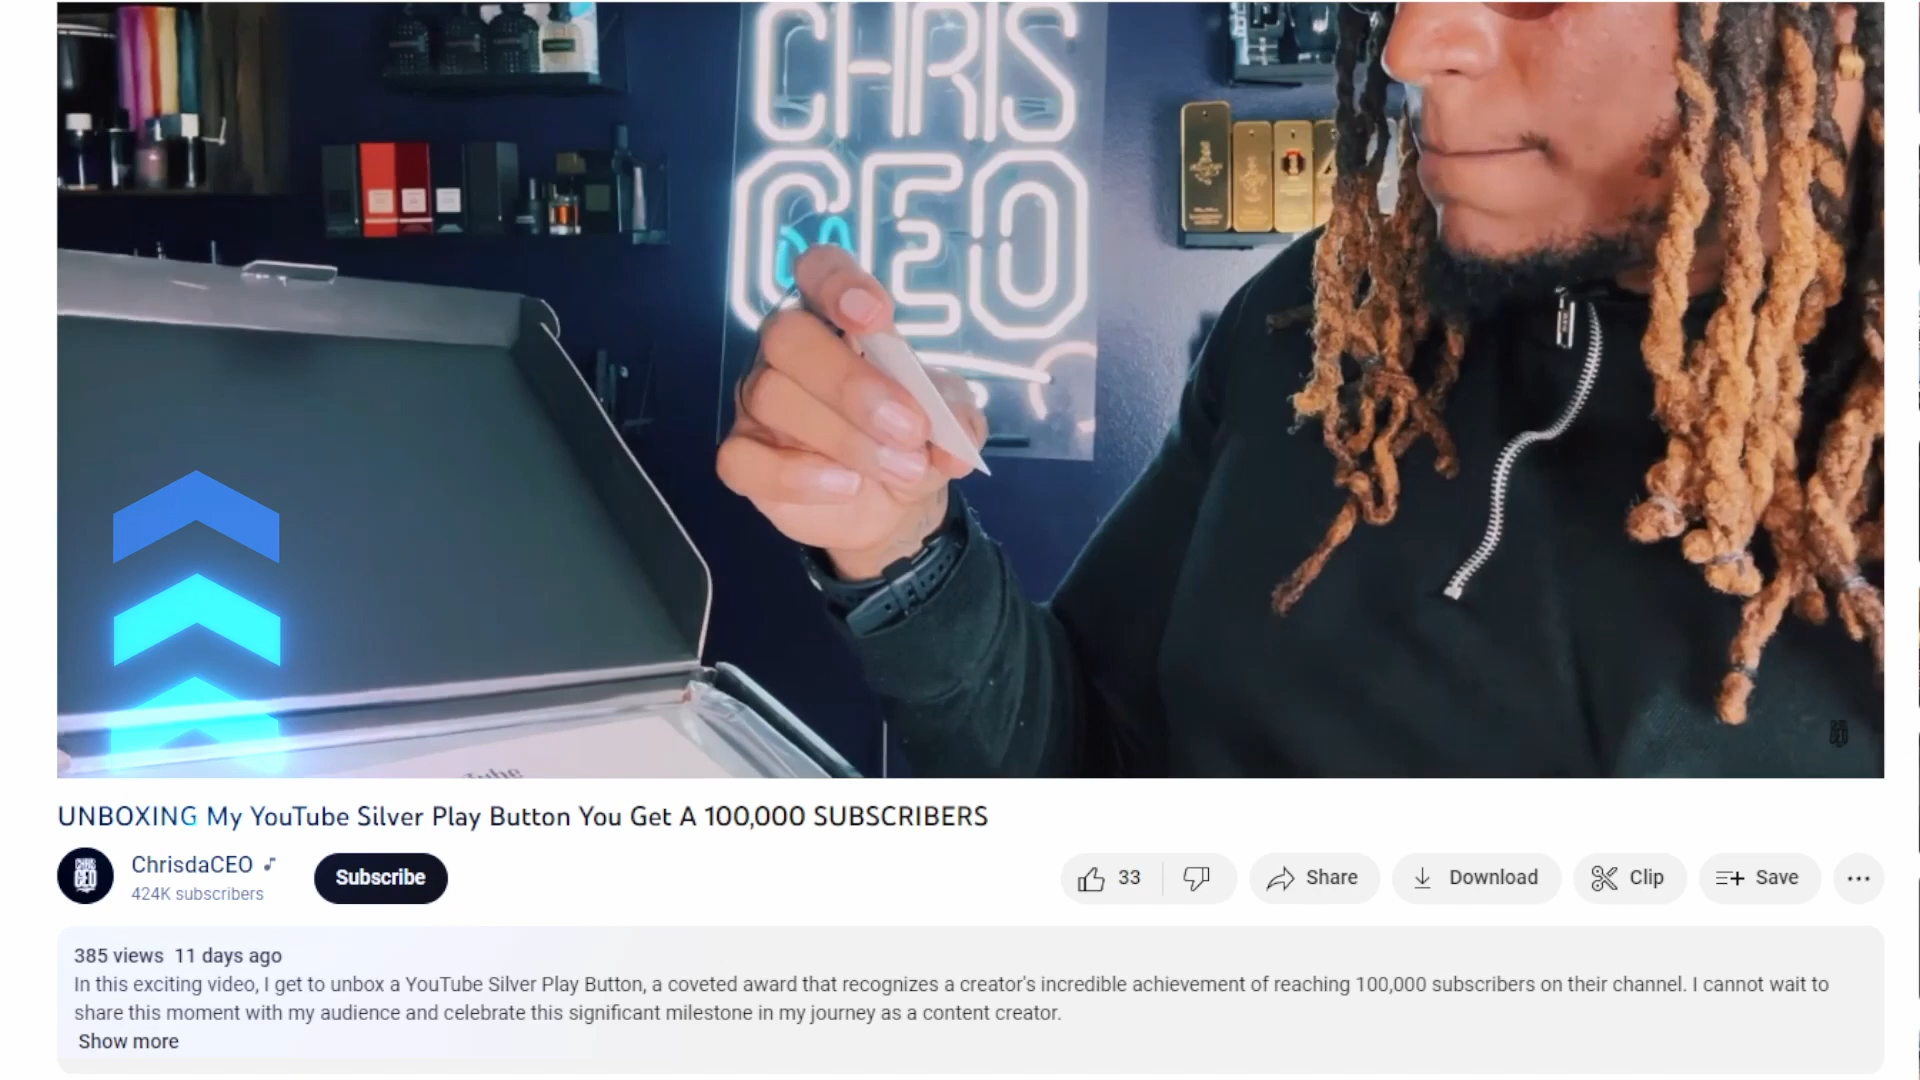 CHRIS
CEO
UNBOXING My YouTube Silver Play Button You Get A 100,000 SUBSCRIBERS
ChrisdaCEO
424K subscribers
Subscribe
33
Share
Download
Clip
Save
385 views 11 days ago
In this exciting video, I get to unbox a YouTube Silver Play Button, a coveted award that recognizes a creator's incredible achievement of reaching 100,000 subscribers on their channel. I cannot wait to
share this moment with my audience and celebrate this significant milestone in my journey as a content creator.
Show more